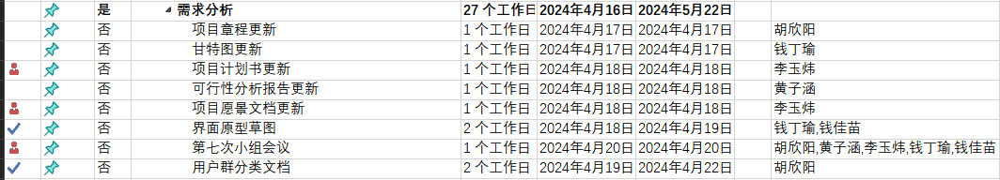 是 需求分析 27 个工作日 2024年4月16日 2024年5月22日
否 项目章程更新 1 个工作日 2024年4月17日 2024年4月17日 胡欣阳
否 甘特图更新 1 个工作日 2024年4月17日 2024年4月17日 钱丁瑜
否 项目计划书更新 1 个工作日 2024年4月18日 2024年4月18日 李玉炜
否 可行性分析报告更新 1 个工作日 2024年4月18日 2024年4月18日 黄子涵
否 项目愿景文档更新 1 个工作日 2024年4月18日 2024年4月18日 李玉炜
否 界面原型草图 2 个工作日 2024年4月18日 2024年4月19日 钱丁瑜,钱佳苗
否 第七次小组会议 1 个工作日 2024年4月20日 2024年4月20日 胡欣阳,黄子涵,李玉炜,钱丁瑜,钱佳苗
否 用户群分类文档 2 个工作日 2024年4月19日 2024年4月22日 胡欣阳